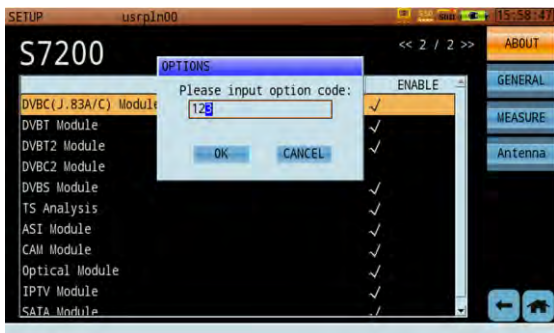 SETUP usrpln00 15:58:47
S7200 << 2 / 2 >>
ABOUT
GENERAL
MEASURE
Antenna
OPTIONS
Please input option code:
123
OK CANCEL
ENABLE
DVBC(J.83A/C) Module
DVBT Module
DVBT2 Module
DVBC2 Module
DVBS Module
TS Analysis
ASI Module
CAM Module
Optical Module
IPTV Module
SATA Module